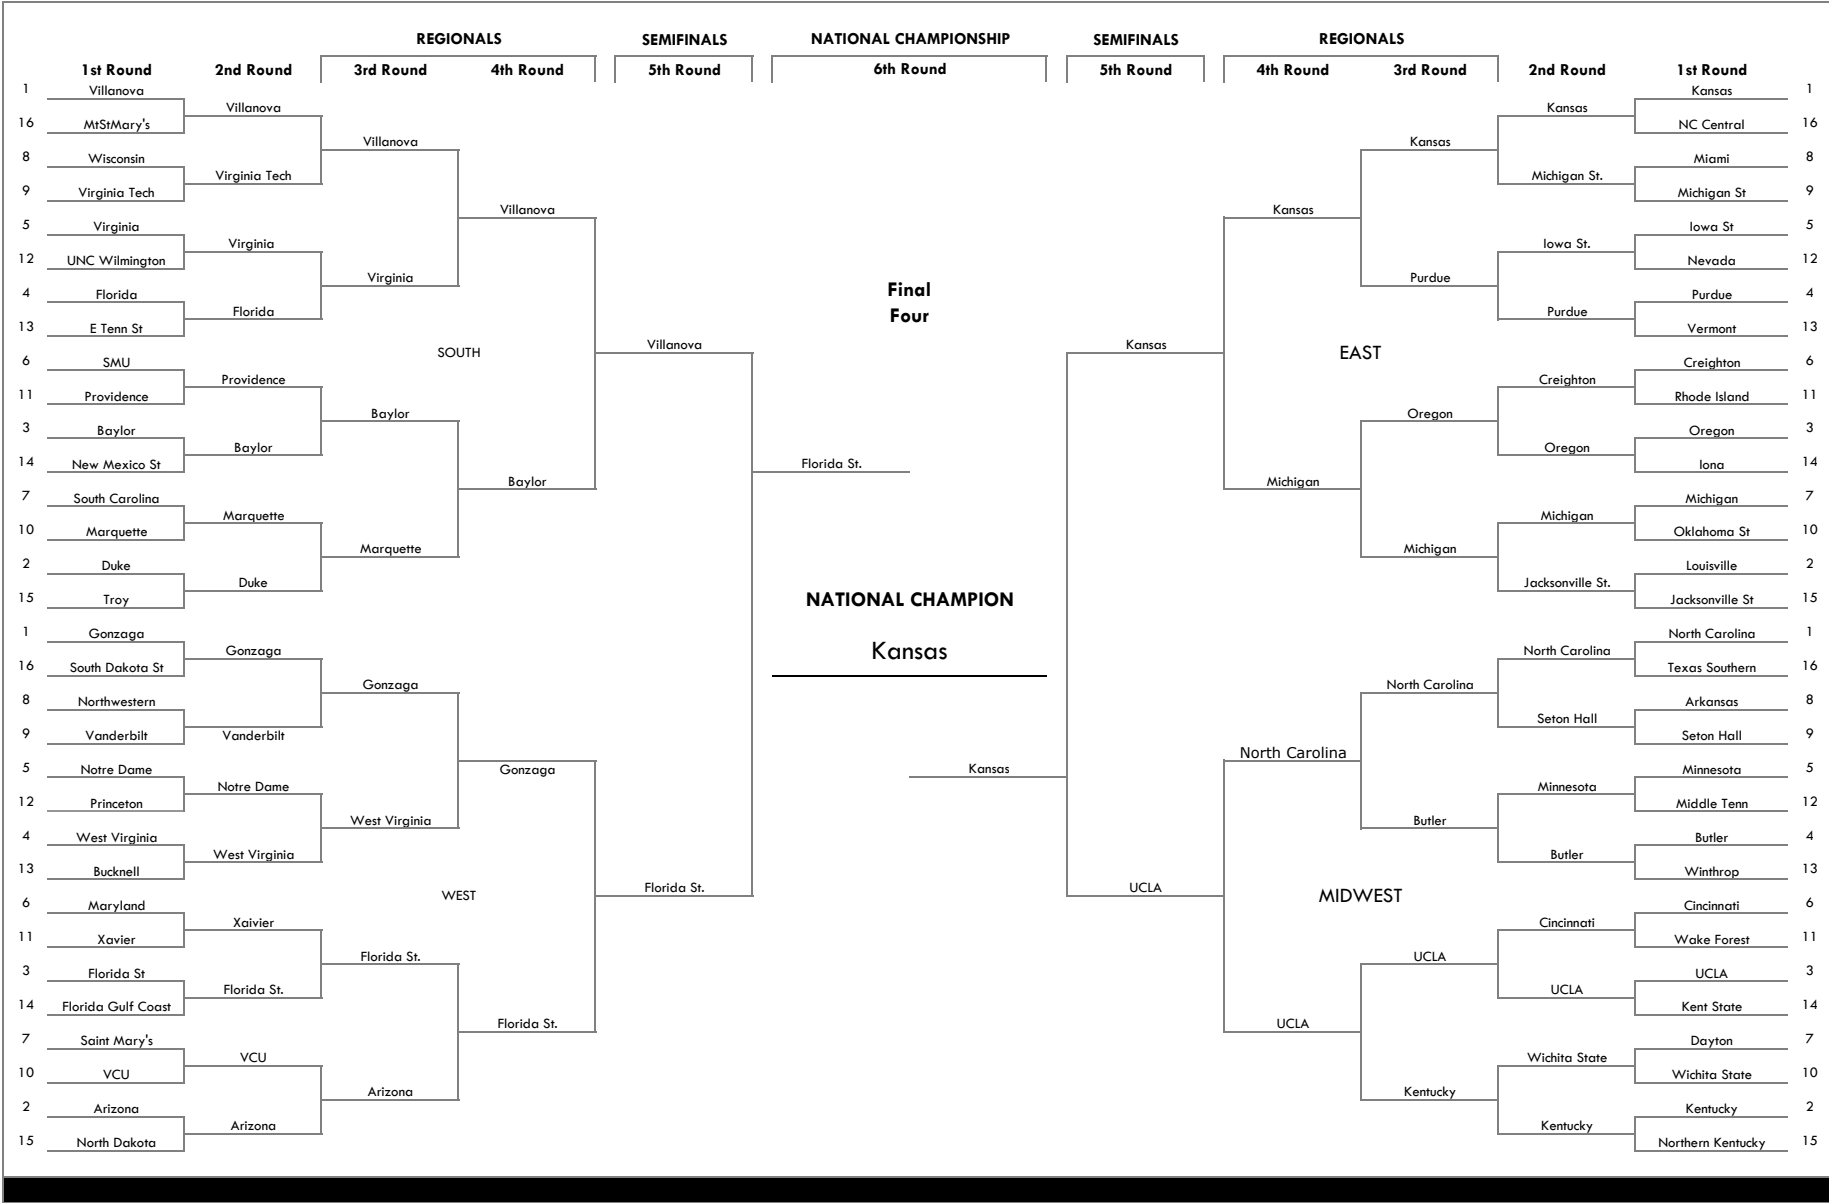 REGIONALS SEMIFINALS NATIONAL CHAMPIONSHIP SEMIFINALS REGIONALS
1st Round 2nd Round 3rd Round 4th Round 5th Round 6th Round 5th Round 4th Round 3rd Round 2nd Round 1st Round
1 Villanova Kansas 1
Villanova Kansas
16 MtStMary's NC Central 16
Villanova Kansas
8 Wisconsin Miami 8
Virginia Tech Michigan St.
9 Virginia Tech Michigan St 9
Villanova Kansas
5 Virginia Iowa St 5
Virginia Iowa St.
12 UNC Wilmington Nevada 12
Virginia Purdue
4 Florida Final Purdue 4
Florida Four Purdue
13 E Tenn St Vermont 13
Villanova Kansas
SOUTH EAST
6 SMU Creighton 6
Providence Creighton
11 Providence Rhode Island 11
Baylor Oregon
3 Baylor Oregon 3
Baylor Oregon
14 New Mexico St Florida St. Iona 14
Baylor Michigan
7 South Carolina Michigan 7
Marquette Michigan
10 Marquette Oklahoma St 10
Marquette Michigan
2 Duke Louisville 2
Duke Jacksonville St.
15 Troy NATIONAL CHAMPION Jacksonville St 15
1 Gonzaga North Carolina 1
Gonzaga Kansas North Carolina
16 South Dakota St Texas Southern 16
Gonzaga North Carolina
8 Northwestern Arkansas 8
Vanderbilt Seton Hall
9 Vanderbilt Seton Hall 9
North Carolina
5 Notre Dame Gonzaga Kansas Minnesota 5
Notre Dame Minnesota
12 Princeton Middle Tenn 12
West Virginia Butler
4 West Virginia Butler 4
West Virginia Butler
13 Bucknell Winthrop 13
Florida St. UCLA
WEST MIDWEST
6 Maryland Cincinnati 6
Xaivier Cincinnati
11 Xavier Wake Forest 11
Florida St. UCLA
3 Florida St UCLA 3
Florida St. UCLA
14 Florida Gulf Coast Kent State 14
Florida St. UCLA
7 Saint Mary's Dayton 7
VCU Wichita State
10 VCU Wichita State 10
Arizona Kentucky
2 Arizona Kentucky 2
Arizona Kentucky
15 North Dakota Northern Kentucky 15